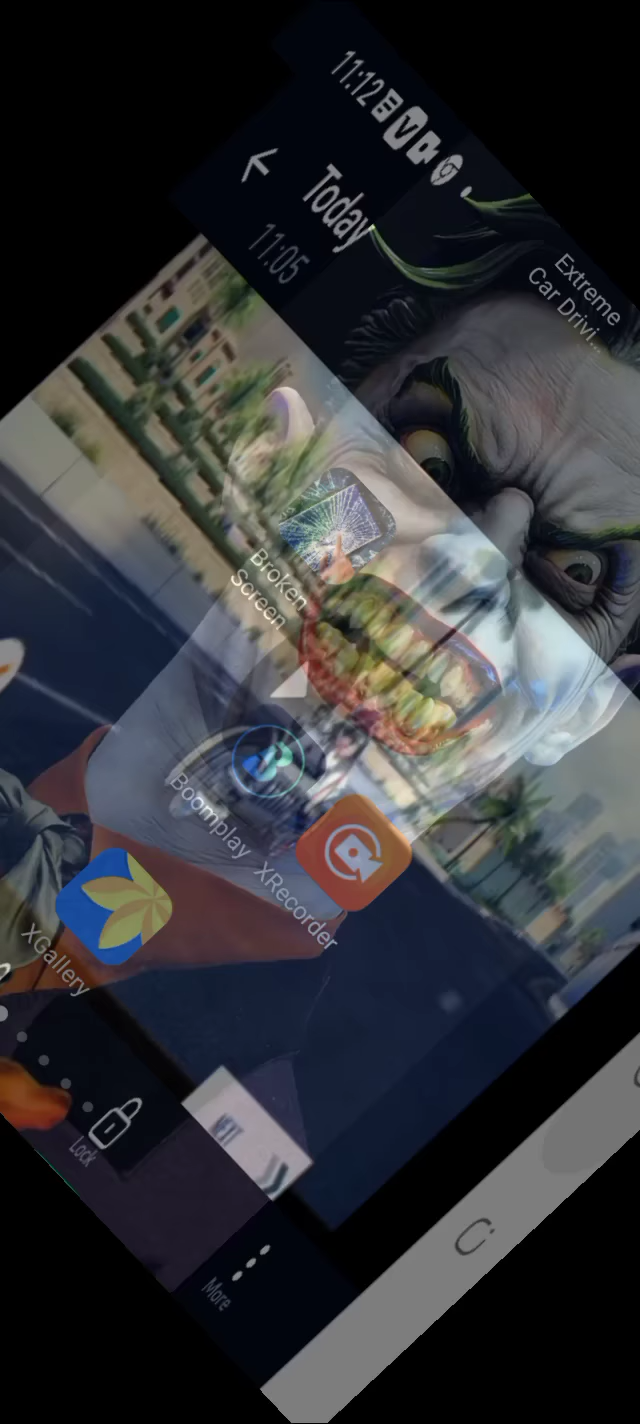 11:12
Today
11:05
Extreme
Car Drivi...
Broken
Screen
Boomplay
XRecorder
XGallery
Lock
More